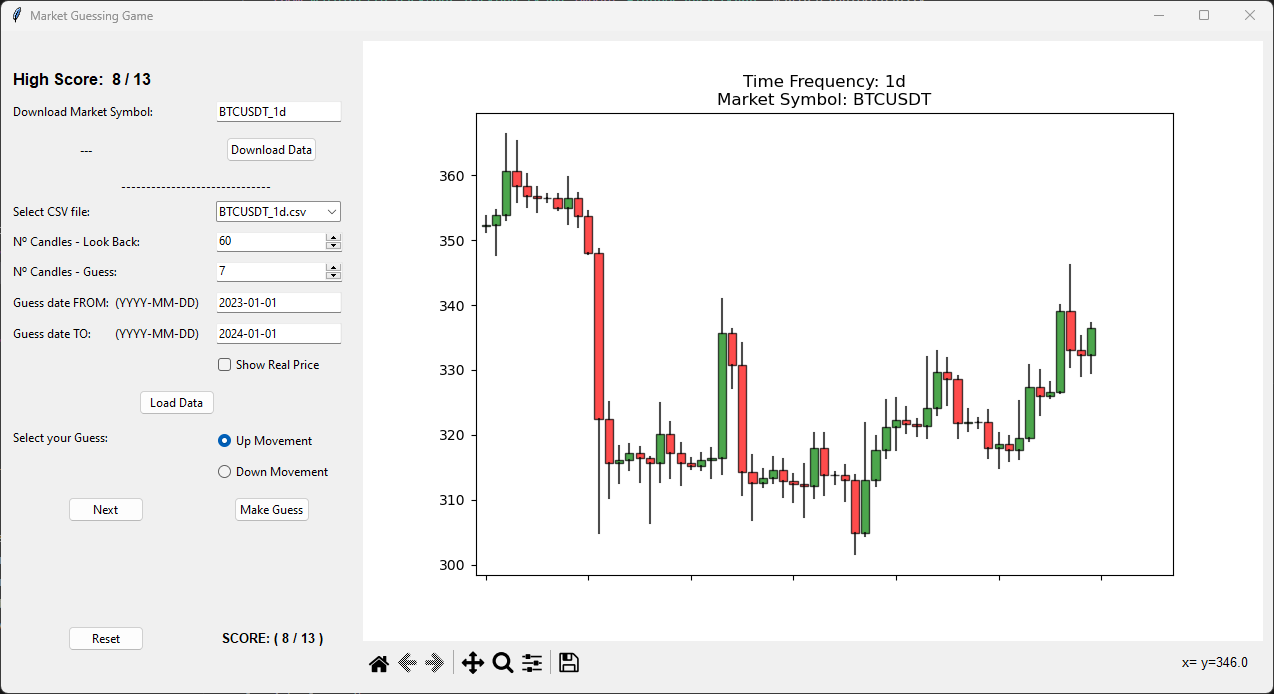 Market Guessing Game
High Score: 8 / 13
Download Market Symbol: BTCUSDT_1d
--- Download Data
------------------------------
Select CSV file: BTCUSDT_1d.csv
Nº Candles - Look Back: 60
Nº Candles - Guess: 7
Guess date FROM: (YYYY-MM-DD) 2023-01-01
Guess date TO: (YYYY-MM-DD) 2024-01-01
Show Real Price
Load Data
Select your Guess: Up Movement
Down Movement
Next Make Guess
Reset SCORE: ( 8 / 13 )
Time Frequency: 1d
Market Symbol: BTCUSDT
360
350
340
330
320
310
300
x= y=346.0